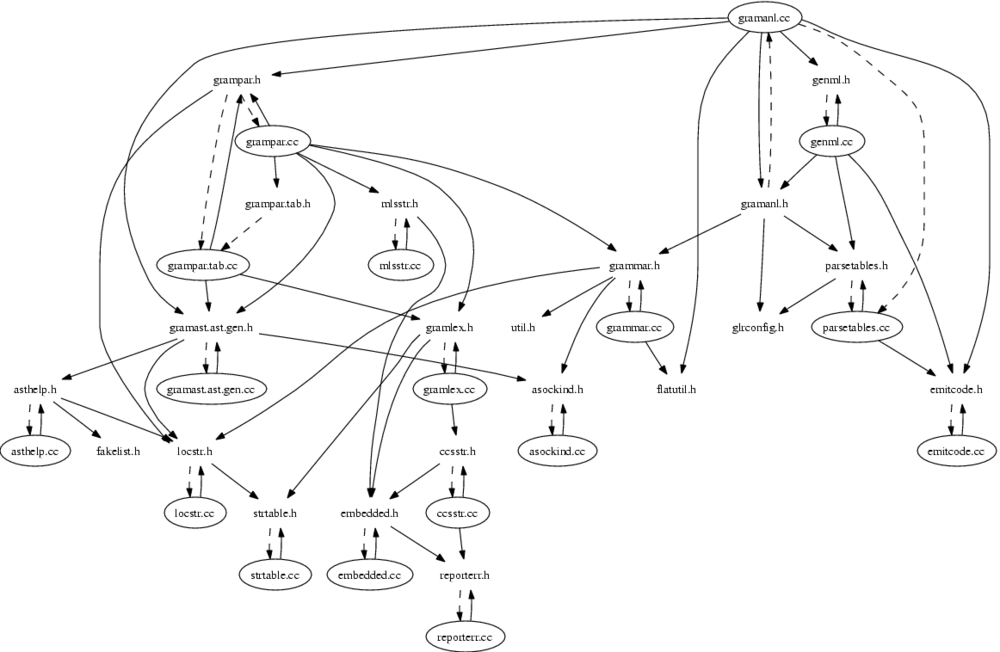 gramanl.cc
grampar.h
genml.h
grampar.cc
genml.cc
grampar.tab.h
mlsstr.h
gramanl.h
grampar.tab.cc
mlsstr.cc
grammar.h
parsetables.h
gramast.ast.gen.h
gramlex.h
util.h
grammar.cc
glrconfig.h
parsetables.cc
asthelp.h
gramast.ast.gen.cc
gramlex.cc
asockind.h
flatutil.h
emitcode.h
asthelp.cc
fakelist.h
locstr.h
ccsstr.h
asockind.cc
emitcode.cc
locstr.cc
strtable.h
embedded.h
ccsstr.cc
strtable.cc
embedded.cc
reporterr.h
reporterr.cc